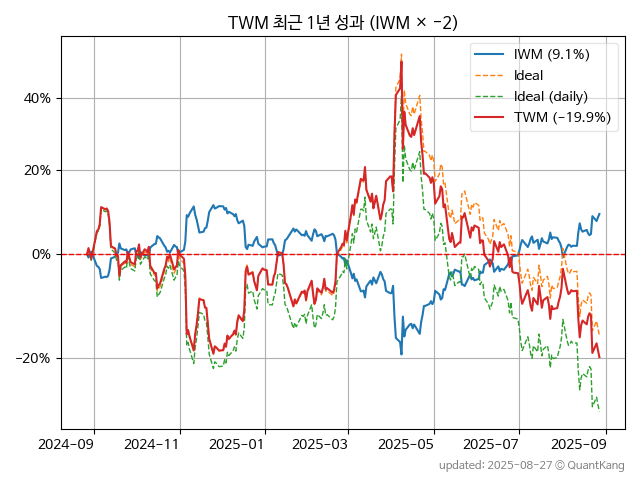 TWM 최근 1년 성과 (IWM × −2)
IWM (9.1%)
Ideal
Ideal (daily)
TWM (−19.9%)
40%
20%
0%
−20%
2024-09 2024-11 2025-01 2025-03 2025-05 2025-07 2025-09
updated: 2025-08-27 © QuantKang